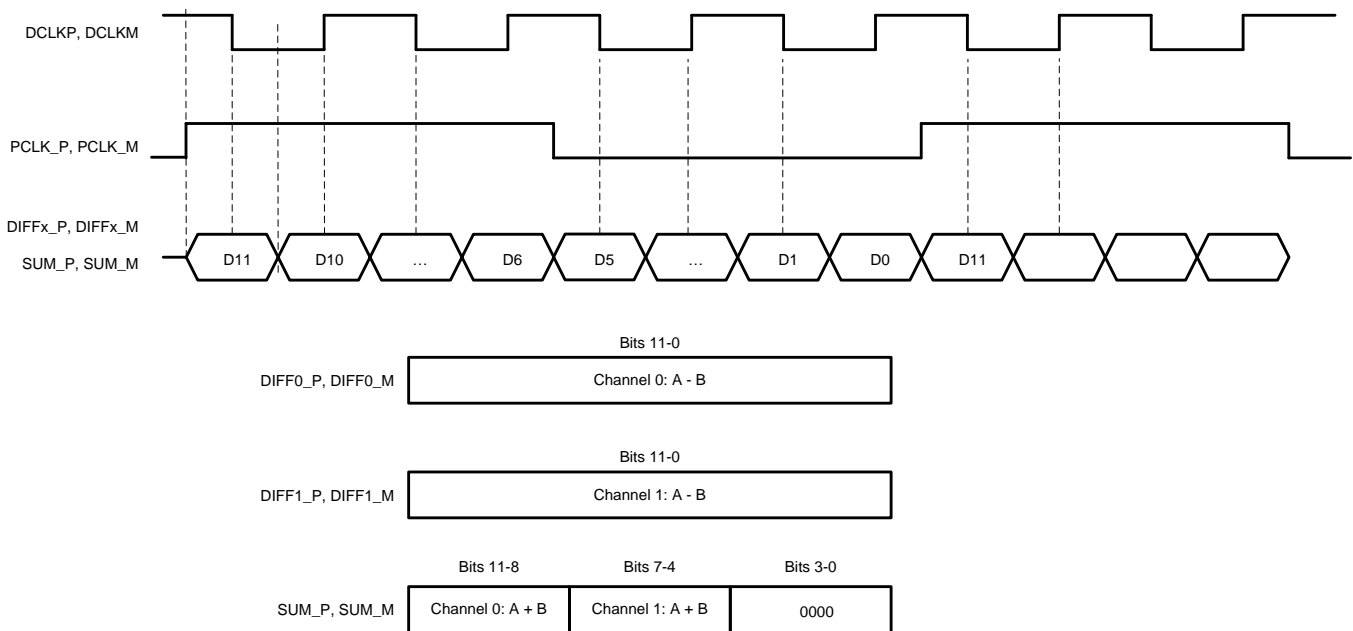 DCLKP, DCLKM
PCLK_P, PCLK_M
DIFFx_P, DIFFx_M
SUM_P, SUM_M
D11 D10 … D6 D5 … D1 D0 D11
Bits 11-0
DIFF0_P, DIFF0_M Channel 0: A - B
Bits 11-0
DIFF1_P, DIFF1_M Channel 1: A - B
Bits 11-8 Bits 7-4 Bits 3-0
SUM_P, SUM_M Channel 0: A + B Channel 1: A + B 0000